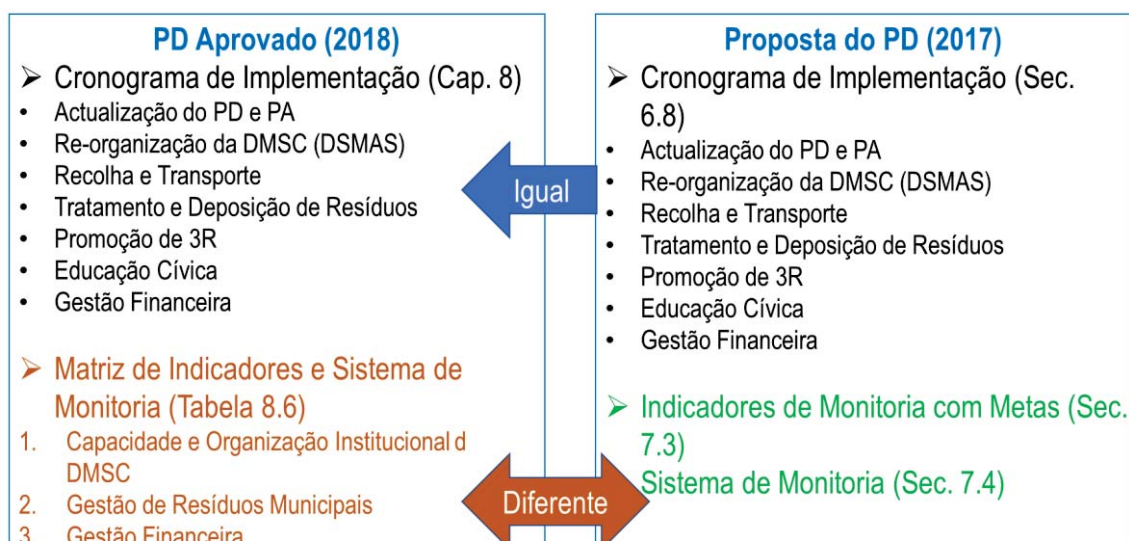 PD Aprovado (2018)
➤ Cronograma de Implementação (Cap. 8)
• Actualização do PD e PA
• Re-organização da DMSC (DSMAS)
• Recolha e Transporte
• Tratamento e Deposição de Resíduos
• Promoção de 3R
• Educação Cívica
• Gestão Financeira
➤ Matriz de Indicadores e Sistema de
Monitoria (Tabela 8.6)
1. Capacidade e Organização Institucional d
DMSC
2. Gestão de Resíduos Municipais
3. Gestão Financeira
Igual
Diferente
Proposta do PD (2017)
➤ Cronograma de Implementação (Sec.
6.8)
• Actualização do PD e PA
• Re-organização da DMSC (DSMAS)
• Recolha e Transporte
• Tratamento e Deposição de Resíduos
• Promoção de 3R
• Educação Cívica
• Gestão Financeira
➤ Indicadores de Monitoria com Metas (Sec.
7.3)
Sistema de Monitoria (Sec. 7.4)